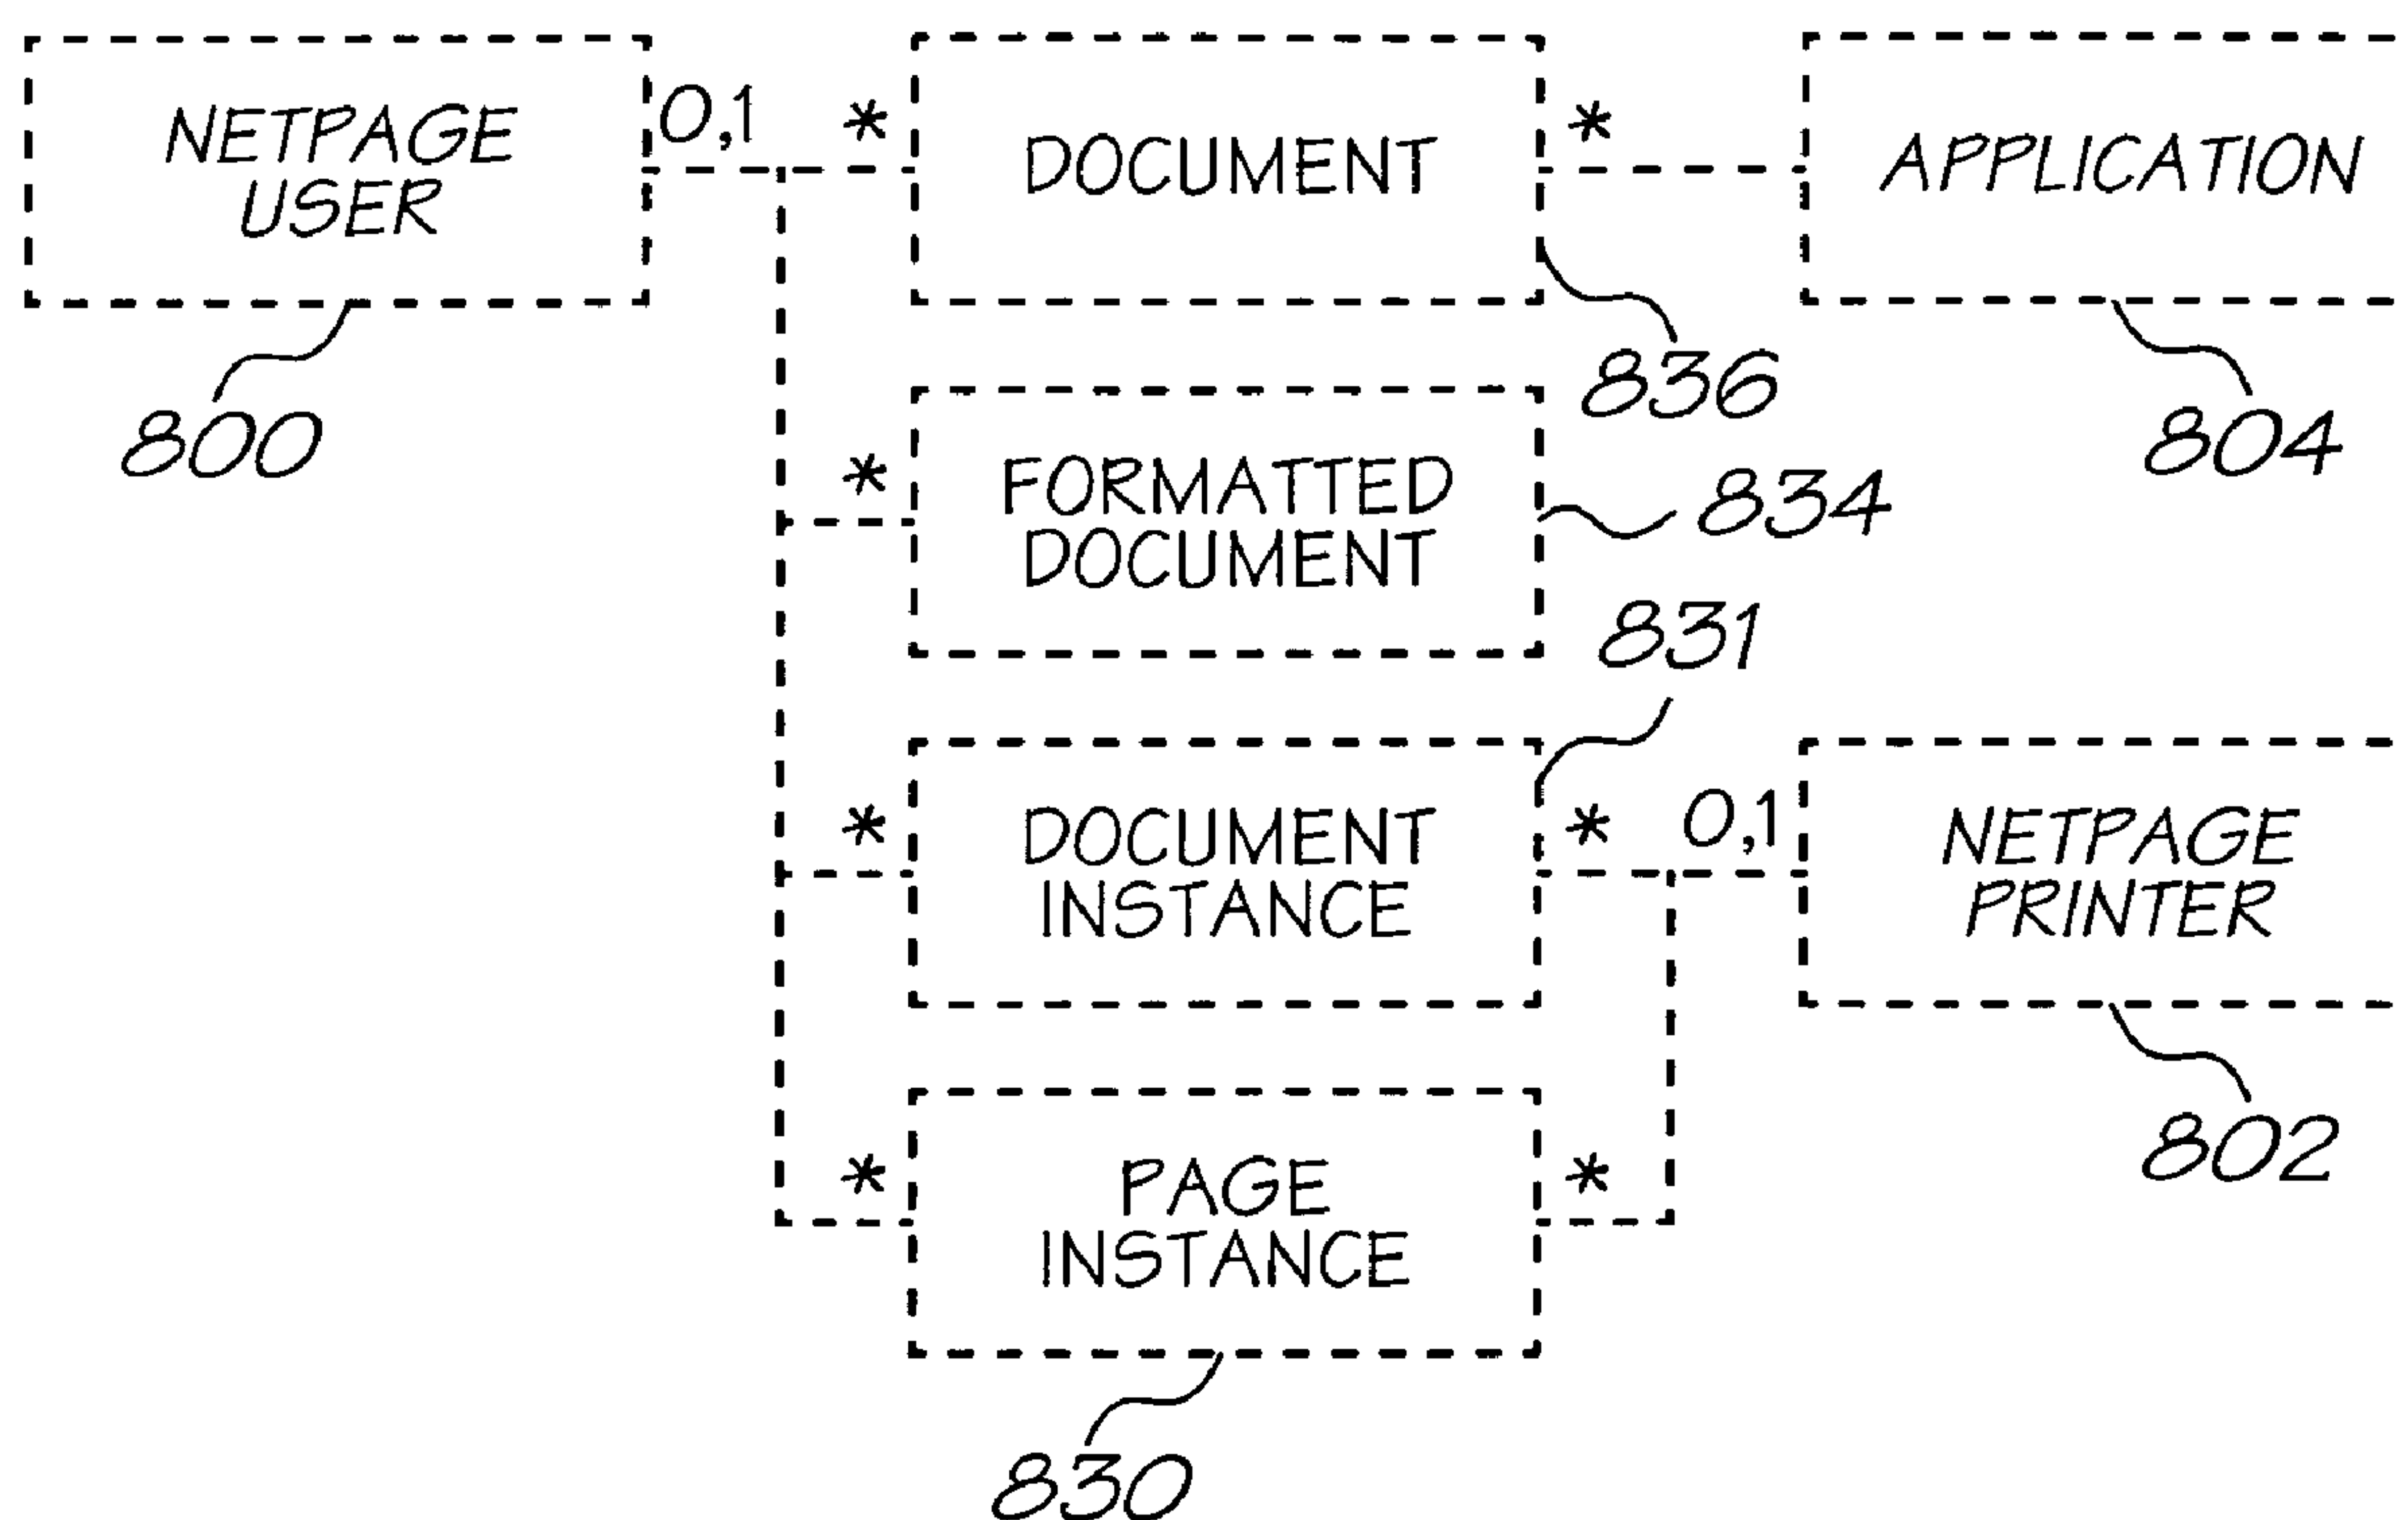 NETPAGE
USER
0,1
*
DOCUMENT
*
APPLICATION
800
836
804
*
FORMATTED
DOCUMENT
834
831
*
DOCUMENT
INSTANCE
*
0,1
NETPAGE
PRINTER
802
*
PAGE
INSTANCE
*
830